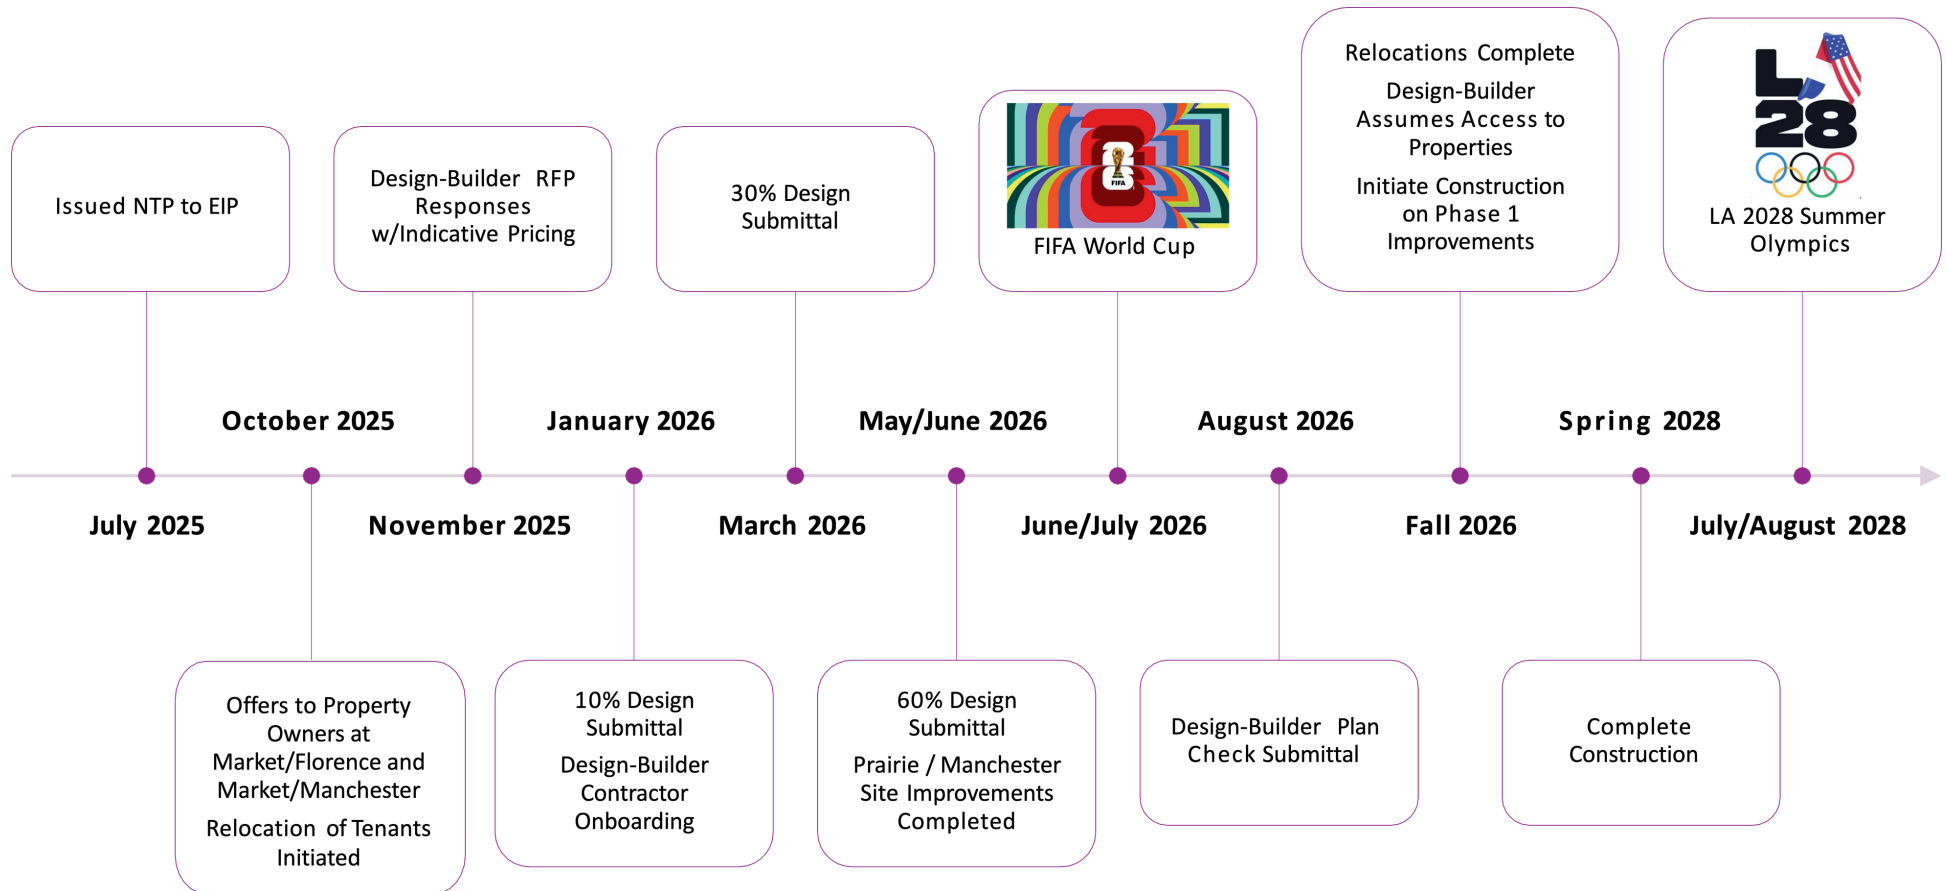 Issued NTP to EIP
Design-Builder RFP
Responses
w/Indicative Pricing
30% Design
Submittal
FIFA
FIFA World Cup
Relocations Complete
Design-Builder
Assumes Access to
Properties
Initiate Construction
on Phase 1
Improvements
LA
28
LA 2028 Summer
Olympics
October 2025
January 2026
May/June 2026
August 2026
Spring 2028
July 2025
November 2025
March 2026
June/July 2026
Fall 2026
July/August 2028
Offers to Property
Owners at
Market/Florence and
Market/Manchester
Relocation of Tenants
Initiated
10% Design
Submittal
Design-Builder
Contractor
Onboarding
60% Design
Submittal
Prairie / Manchester
Site Improvements
Completed
Design-Builder Plan
Check Submittal
Complete
Construction